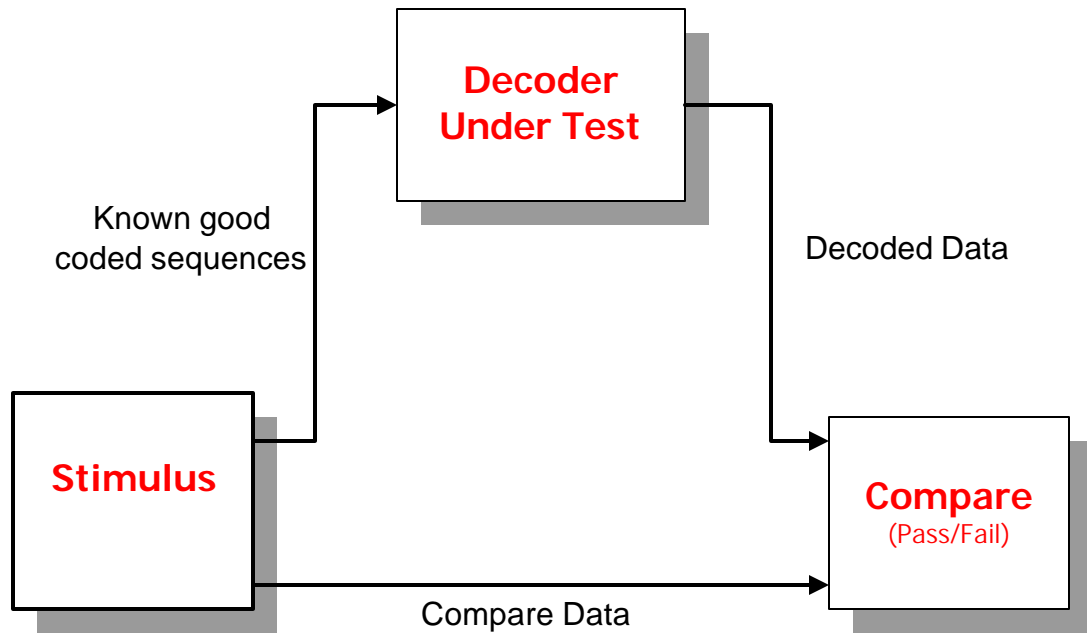 Decoder
Under Test
Known good
coded sequences
Decoded Data
Stimulus
Compare
(Pass/Fail)
Compare Data